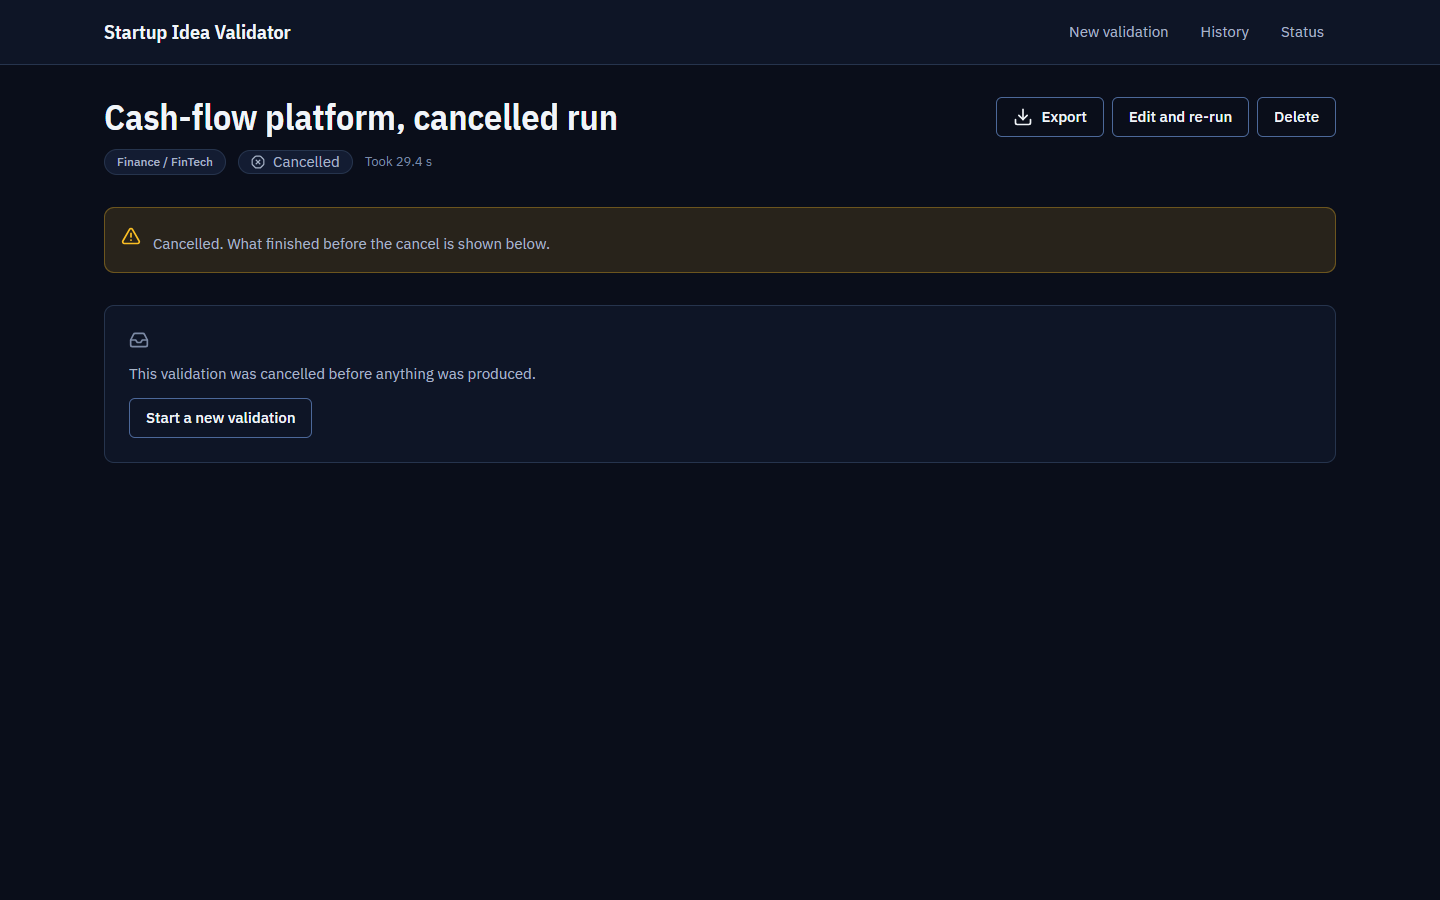 Startup Idea Validator
New validation
History
Status
Cash-flow platform, cancelled run
Export
Edit and re-run
Delete
Finance / FinTech
Cancelled
Took 29.4 s
Cancelled. What finished before the cancel is shown below.
This validation was cancelled before anything was produced.
Start a new validation